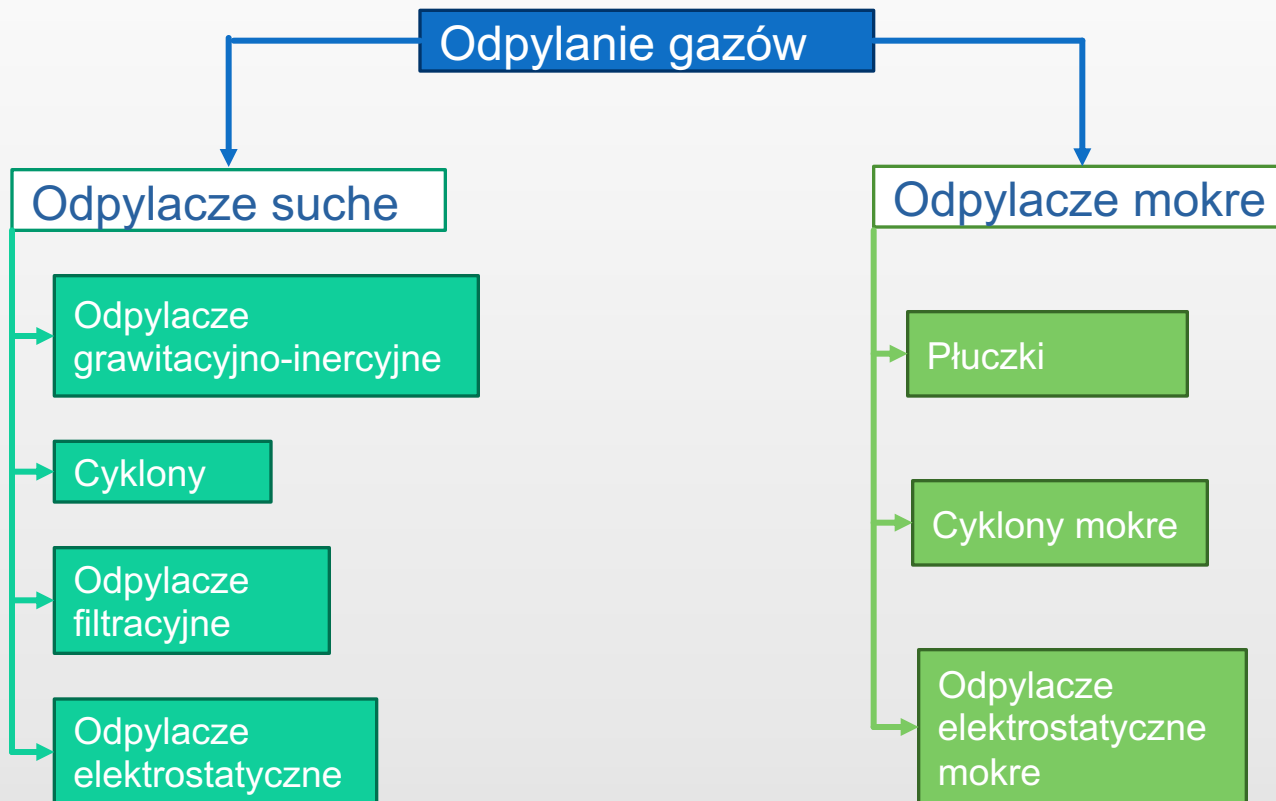 Odpylanie gazów
Odpylacze suche
Odpylacze
grawitacyjno-inercyjne
Cyklony
Odpylacze
filtracyjne
Odpylacze
elektrostatyczne
Odpylacze mokre
Płuczki
Cyklony mokre
Odpylacze
elektrostatyczne
mokre